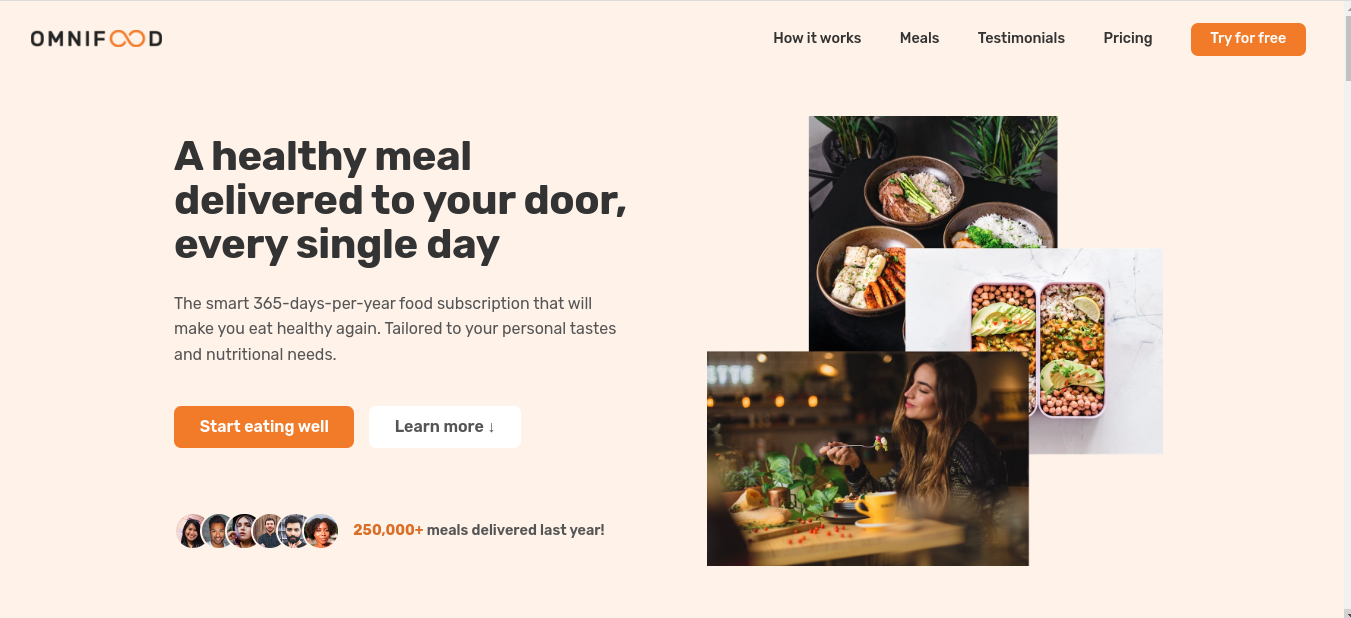 OMNIFOOD
How it works
Meals
Testimonials
Pricing
Try for free
A healthy meal
delivered to your door,
every single day
The smart 365-days-per-year food subscription that will
make you eat healthy again. Tailored to your personal tastes
and nutritional needs.
Start eating well
Learn more ↓
250,000+ meals delivered last year!